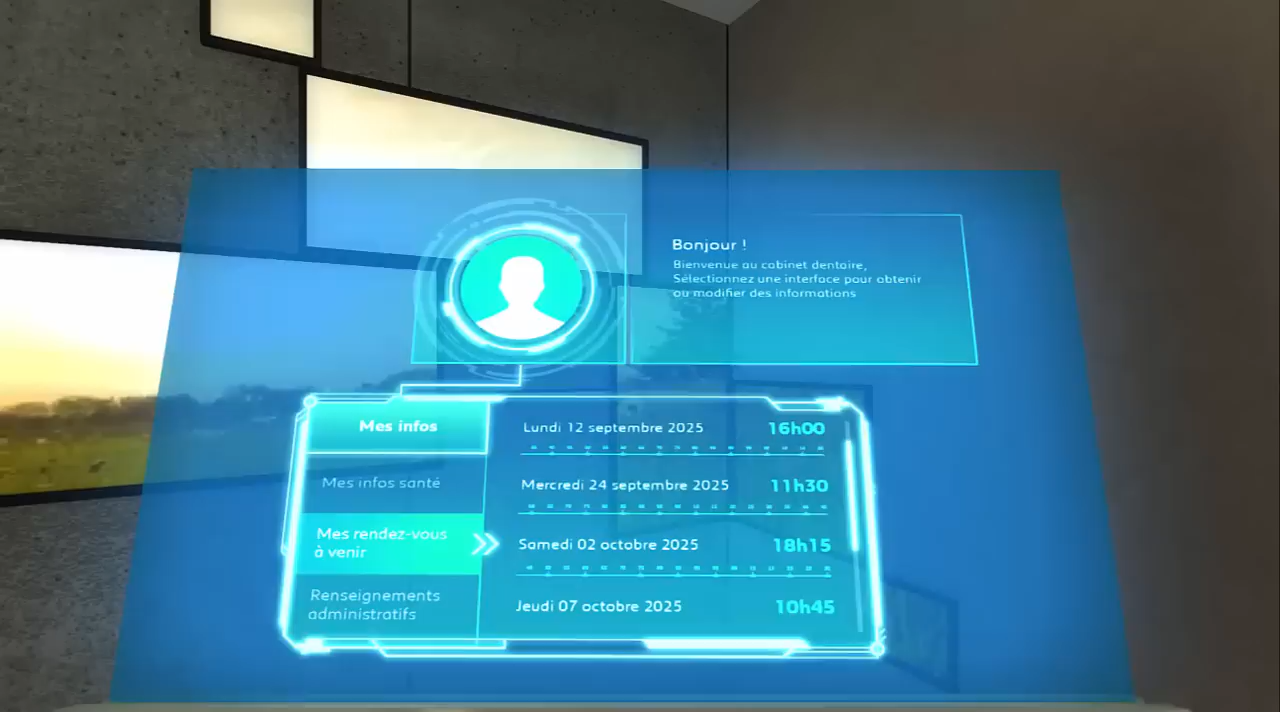 Bonjour !
Bienvenue au cabinet dentaire,
Sélectionnez une interface pour obtenir
ou modifier des informations
Mes infos
Mes infos santé
Mes rendez-vous
à venir
Renseignements
administratifs
Lundi 12 septembre 2025 16h00
Mercredi 24 septembre 2025 11h30
Samedi 02 octobre 2025 18h15
Jeudi 07 octobre 2025 10h45